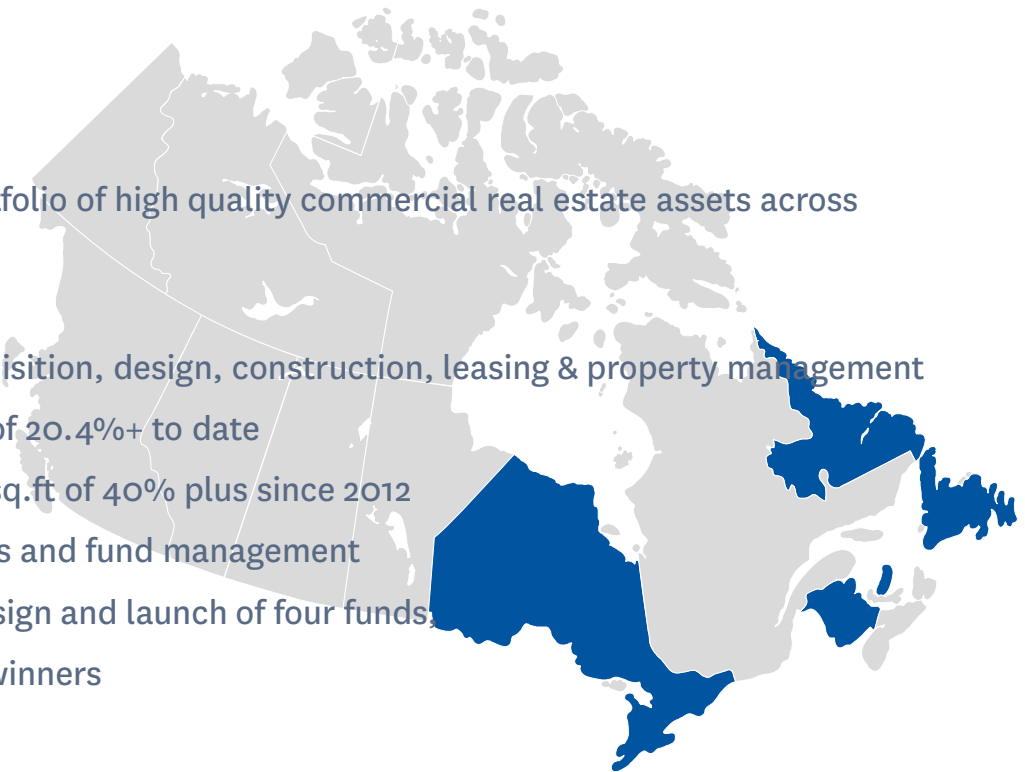 folio of high quality commercial real estate assets across
isition, design, construction, leasing & property management
of 20.4%+ to date
sq.ft of 40% plus since 2012
s and fund management
sign and launch of four funds,
winners